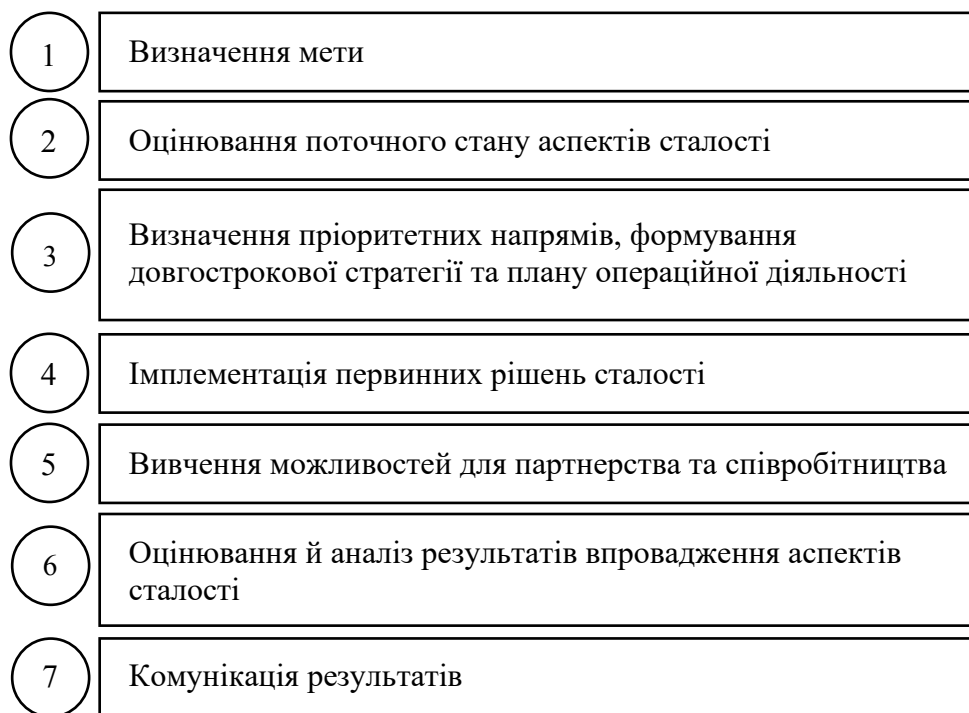 1 Визначення мети
2 Оцінювання поточного стану аспектів сталості
3 Визначення пріоритетних напрямів, формування
довгострокової стратегії та плану операційної діяльності
4 Імплементація первинних рішень сталості
5 Вивчення можливостей для партнерства та співробітництва
6 Оцінювання й аналіз результатів впровадження аспектів
сталості
7 Комунікація результатів